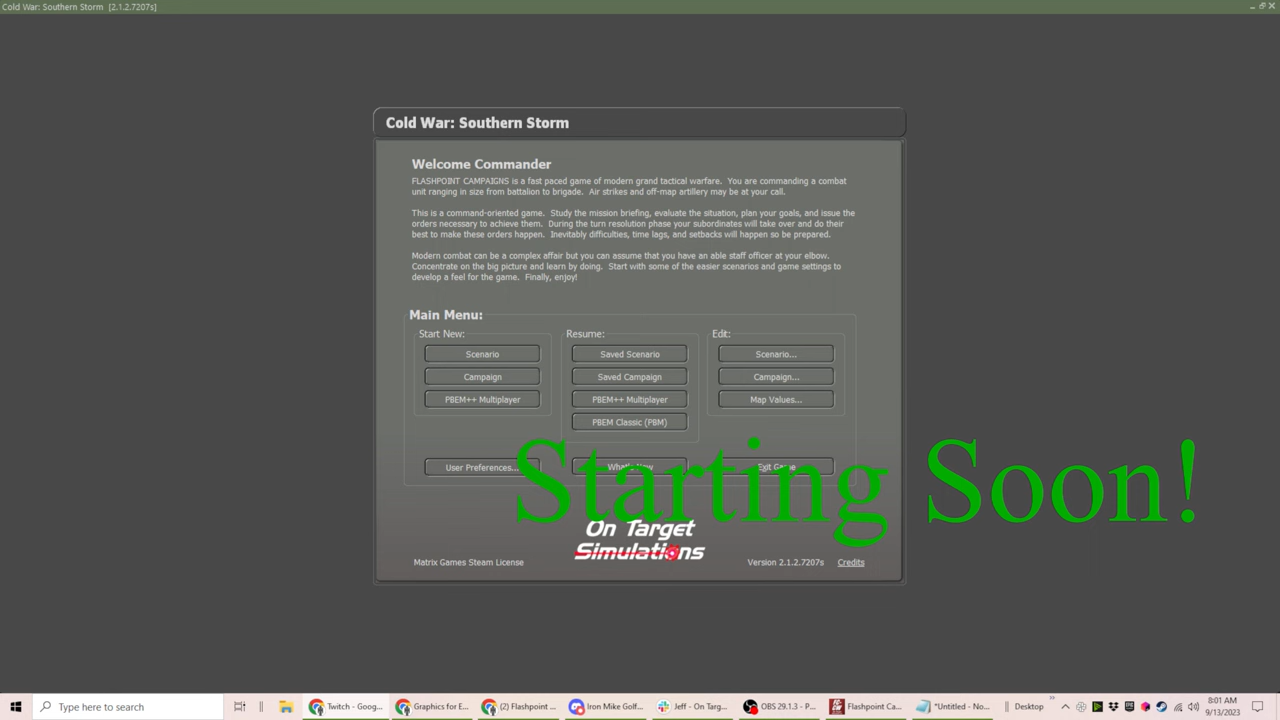 Cold War: Southern Storm [2.1.2.7207s]
Cold War: Southern Storm
Welcome Commander
FLASHPOINT CAMPAIGNS is a fast paced game of modern grand tactical warfare. You are commanding a combat
unit ranging in size from battalion to brigade. Air strikes and off-map artillery may be at your call.
This is a command-oriented game. Study the mission briefing, evaluate the situation, plan your goals, and issue the
orders necessary to achieve them. During the turn resolution phase your subordinates will take over and do their
best to make these orders happen. Inevitably difficulties, time lags, and setbacks will happen so be prepared.
Modern combat can be a complex affair but you can assume that you have an able staff officer at your elbow.
Concentrate on the big picture and learn by doing. Start with some of the easier scenarios and game settings to
develop a feel for the game. Finally, enjoy!
Main Menu:
Start New: Resume: Edit:
Scenario Saved Scenario Scenario...
Campaign Saved Campaign Campaign...
PBEM++ Multiplayer PBEM++ Multiplayer Map Values...
PBEM Classic (PBM)
User Preferences... What's New Exit Game
Starting Soon!
On Target
Simulations
Matrix Games Steam License Version 2.1.2.7207s Credits
Type here to search Twitch - Goog... Graphics for E... (2) Flashpoint ... Iron Mike Golf... Jeff - On Targ... OBS 29.1.3 - P... Flashpoint Ca... *Untitled - No... Desktop 8:01 AM
9/13/2023